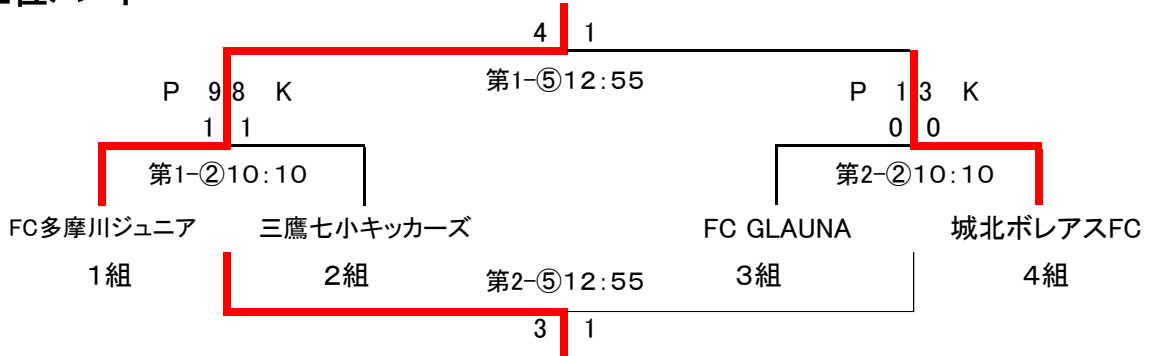 4 1
第1-⑤12:55
P 9 8 K P 1 3 K
1 1 0 0
第1-②10:10 第2-②10:10
FC多摩川ジュニア 三鷹七小キッカーズ FC GLAUNA 城北ボレアスFC
1組 2組 第2-⑤12:55 3組 4組
3 1